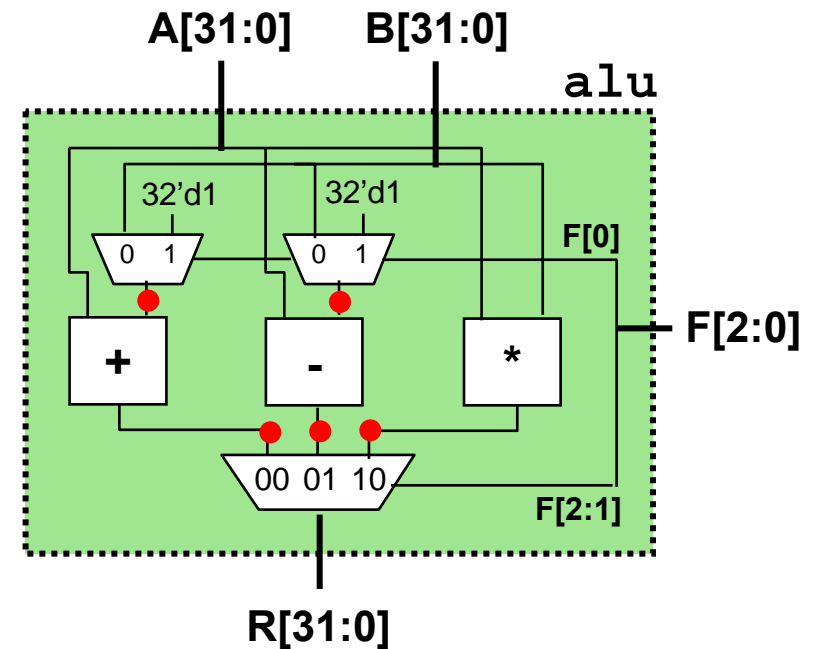 A[31:0] B[31:0]
alu
32'd1 32'd1
0 1 0 1 F[0]
F[2:0]
+ - *
00 01 10
F[2:1]
R[31:0]